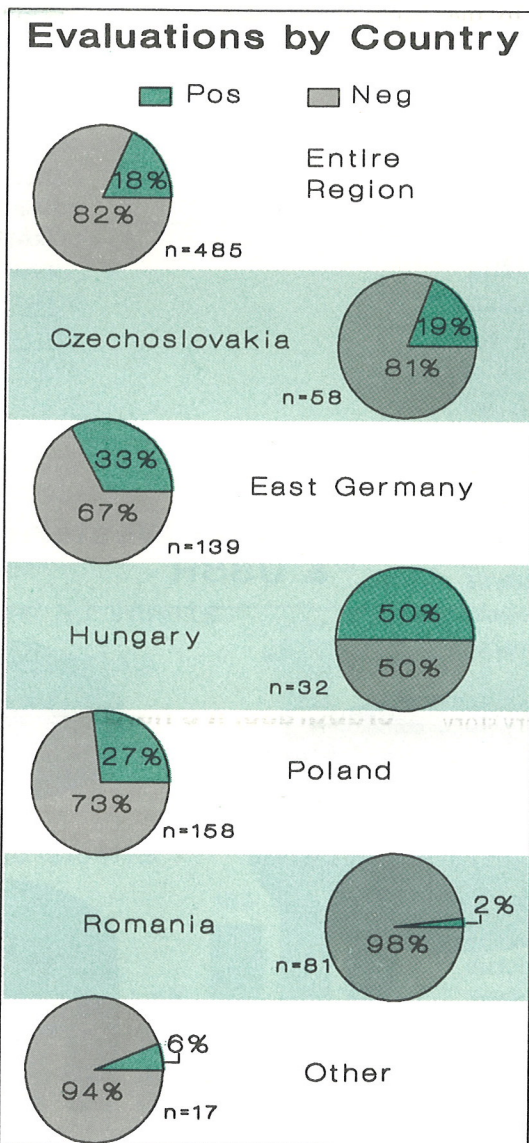 Evaluations by Country
Pos Neg
18%
82%
n=485
Entire
Region
Czechoslovakia
19%
81%
n=58
33%
67%
n=139
East Germany
Hungary
50%
50%
n=32
27%
73%
n=158
Poland
Romania
2%
98%
n=81
6%
94%
n=17
Other